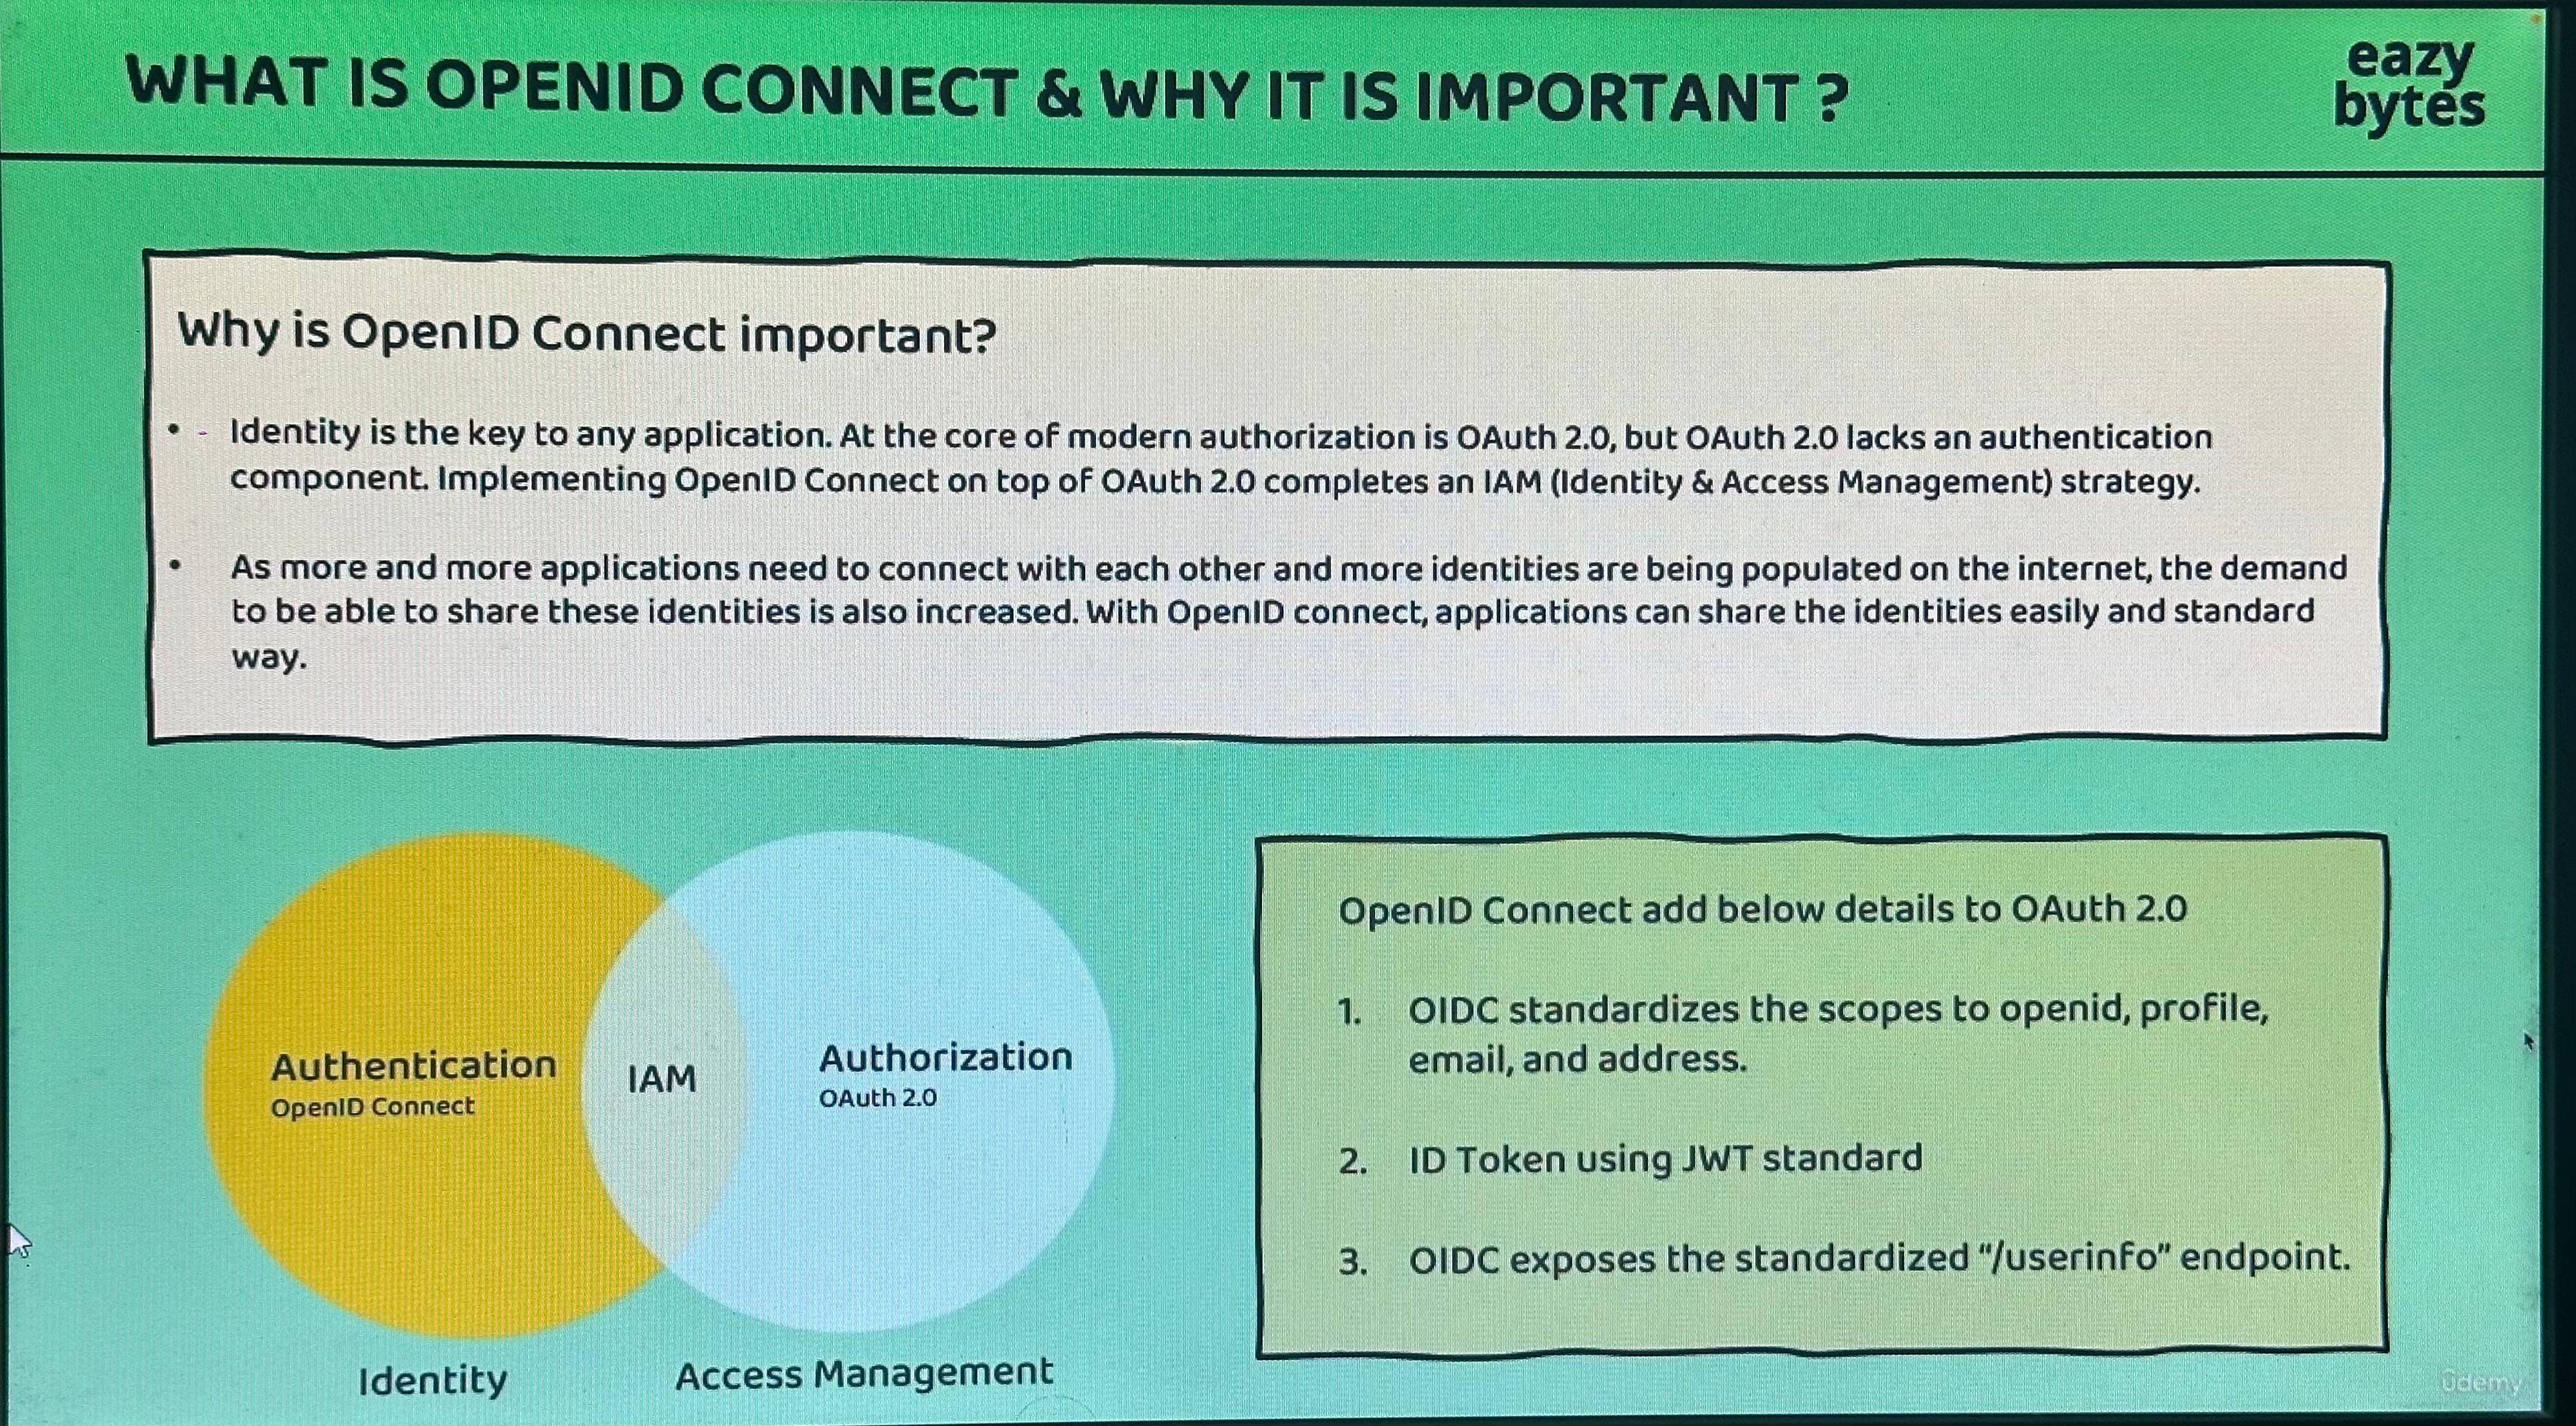 WHAT IS OPENID CONNECT & WHY IT IS IMPORTANT ?
eazy
bytes
Why is OpenID Connect important?
• - Identity is the key to any application. At the core of modern authorization is OAuth 2.0, but OAuth 2.0 lacks an authentication
component. Implementing OpenID Connect on top of OAuth 2.0 completes an IAM (Identity & Access Management) strategy.
• As more and more applications need to connect with each other and more identities are being populated on the internet, the demand
to be able to share these identities is also increased. With OpenID connect, applications can share the identities easily and standard
way.
Authentication
OpenID Connect
IAM
Authorization
OAuth 2.0
Identity
Access Management
OpenID Connect add below details to OAuth 2.0
1. OIDC standardizes the scopes to openid, profile,
email, and address.
2. ID Token using JWT standard
3. OIDC exposes the standardized "/userinfo" endpoint.
ûdemy